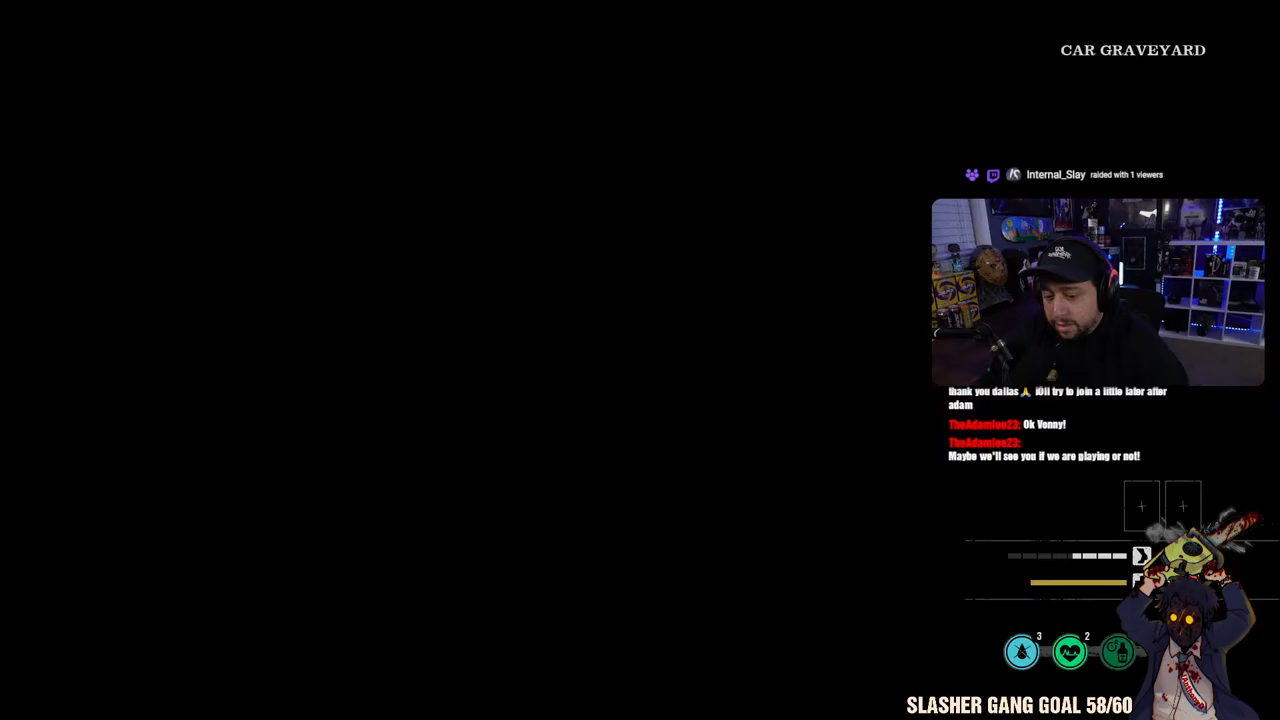 CAR GRAVEYARD
Internal_Slay raided with 1 viewers
thank you dallas🙏 i0ll try to join a little later after
adam
TheAdamlee23: Ok Vonny!
TheAdamlee23:
Maybe we'll see you if we are playing or not!
3
2
SLASHER GANG GOAL 58/60